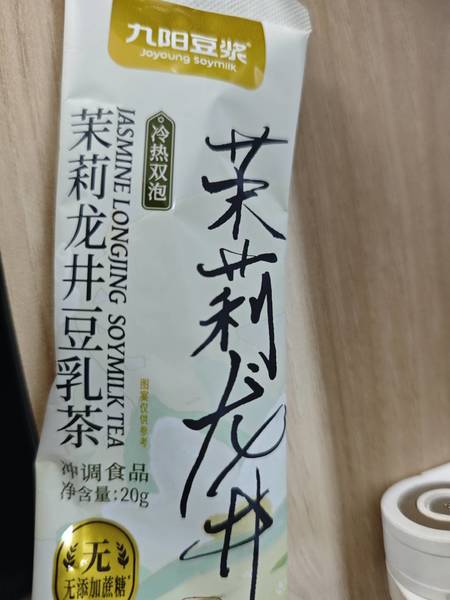 九阳豆浆
Joyoung Soymilk
冷热双泡
茉莉龙井
JASMINE LONGJING SOYMILK TEA
茉莉龙井豆乳茶
图案仅供参考
冲调食品
净含量:20g
无
无添加蔗糖*